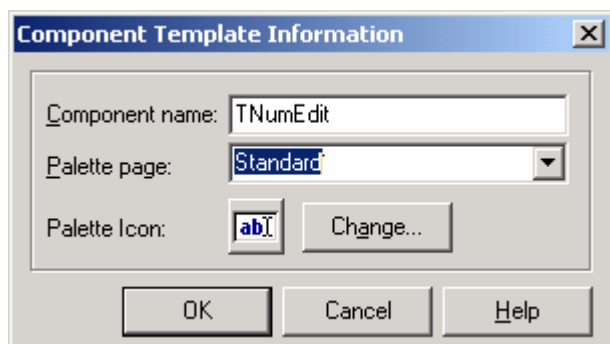 Component Template Information
Component name: TNumEdit
Palette page: Standard
Palette Icon: ab Change...
OK Cancel Help